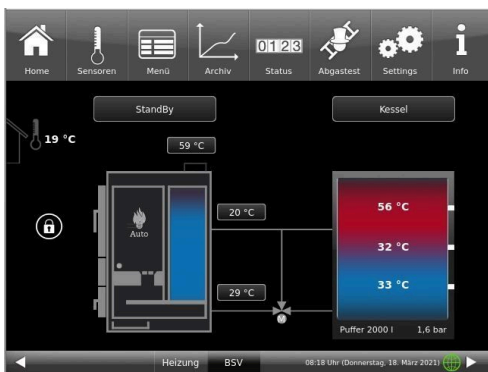 Home Sensoren Menü Archiv 0123 Status Abgastest Settings i Info
StandBy Kessel
19 °C
59 °C
20 °C
56 °C
Auto
32 °C
29 °C
33 °C
M
Puffer 2000 l 1,6 bar
Heizung BSV 08:18 Uhr (Donnerstag, 18. März 2021)